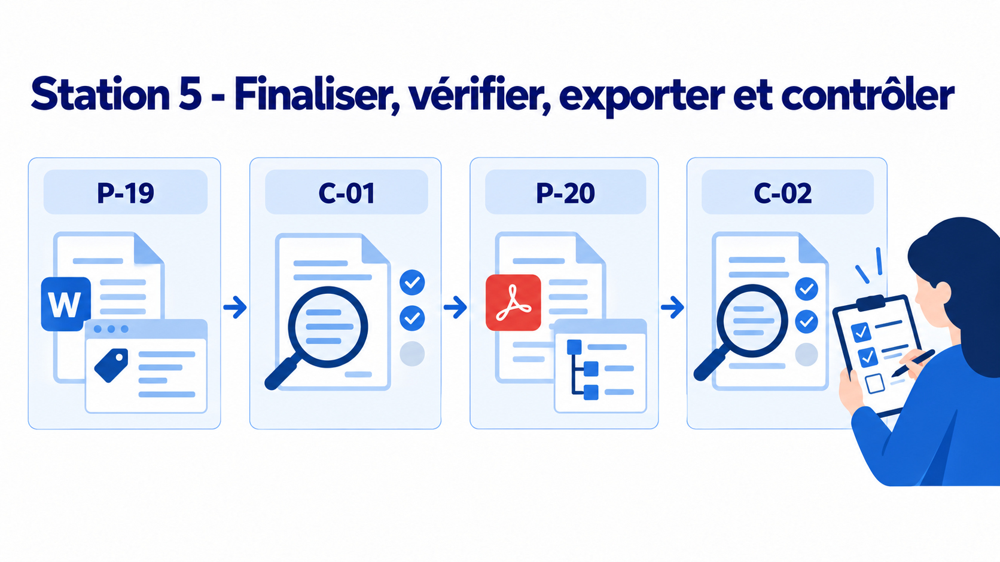 Station 5 - Finaliser, vérifier, exporter et contrôler
P-19
C-01
P-20
C-02
W